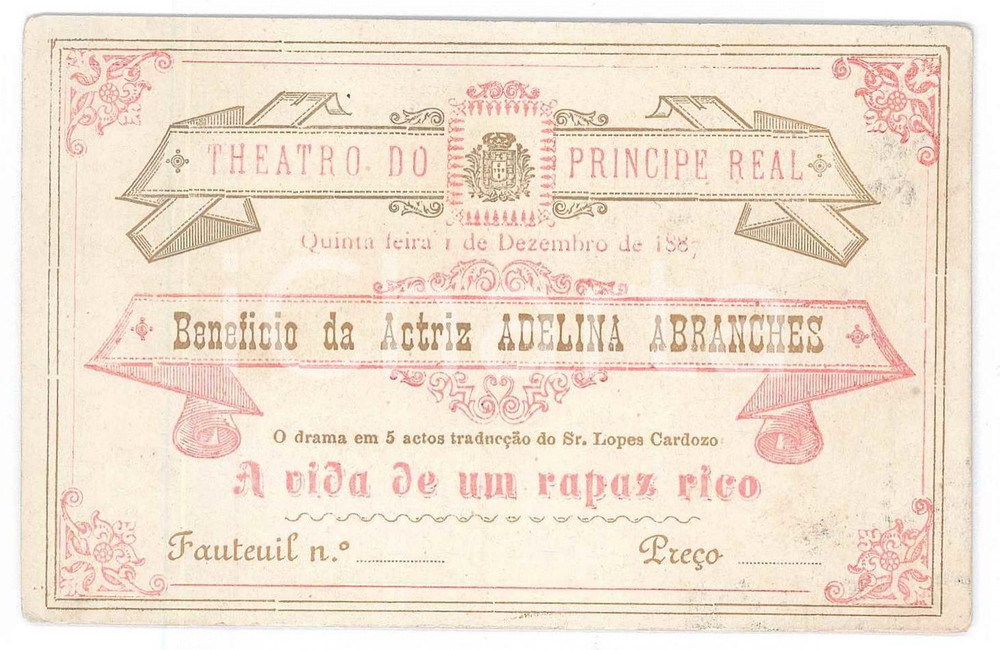 THEATRO DO PRINCIPE REAL
Quinta feira 1 de Dezembro de 1887
Beneficio da Actriz ADELINA ABRANCHES
O drama em 5 actos traducção do Sr. Lopes Cardozo
A vida de um rapaz rico
Fauteuil n.º ............ Preço ............